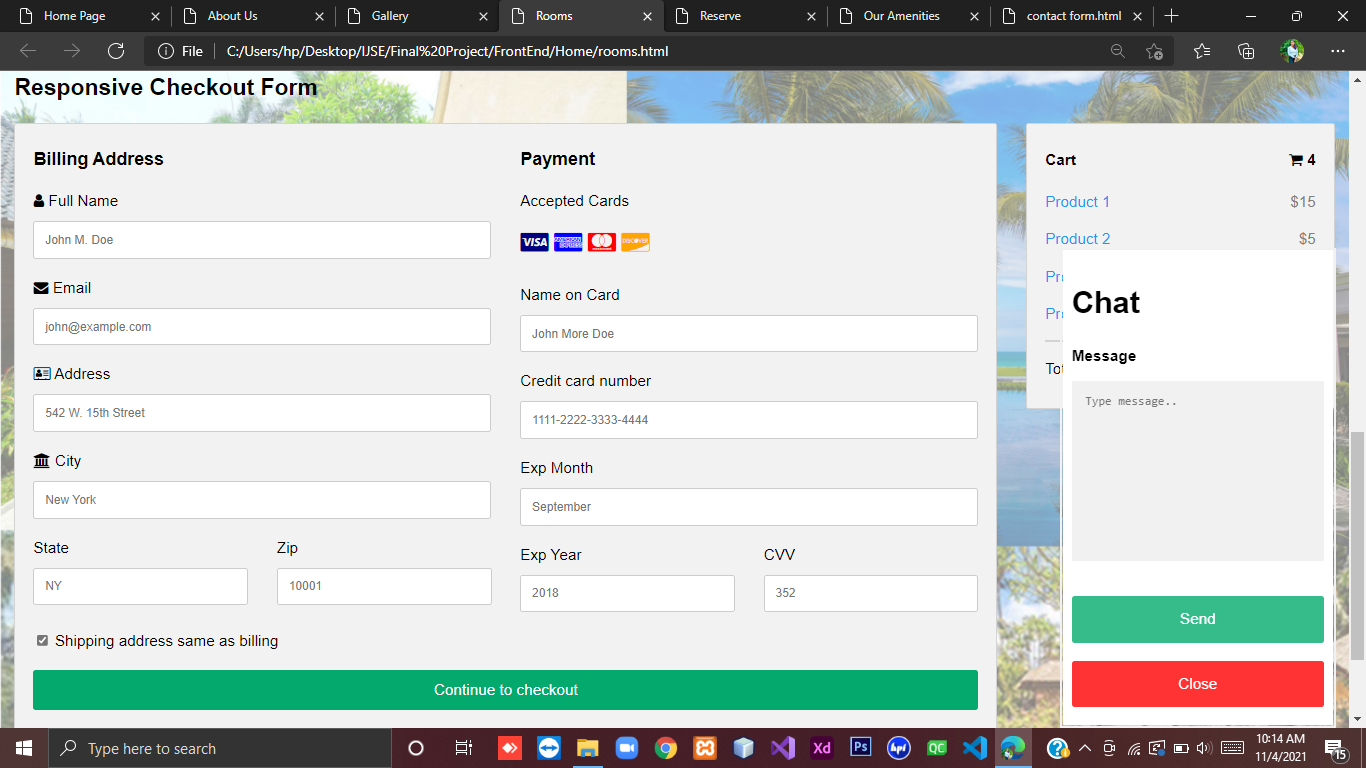 Home Page
About Us
Gallery
Rooms
Reserve
Our Amenities
contact form.html
File
C:/Users/hp/Desktop/IJSE/Final%20Project/FrontEnd/Home/rooms.html
Responsive Checkout Form
Billing Address
Full Name
John M. Doe
Email
john@example.com
Address
542 W. 15th Street
City
New York
State
Zip
NY
10001
Shipping address same as billing
Payment
Accepted Cards
VISA
AMERICAN EXPRESS
DISCOVER
Name on Card
John More Doe
Credit card number
1111-2222-3333-4444
Exp Month
September
Exp Year
CVV
2018
352
Continue to checkout
Cart 4
Product 1 $15
Product 2 $5
Pr
Pr
Tot
Chat
Message
Type message..
Send
Close
Type here to search
Xd
Ps
hpf
QC
10:14 AM
11/4/2021
15